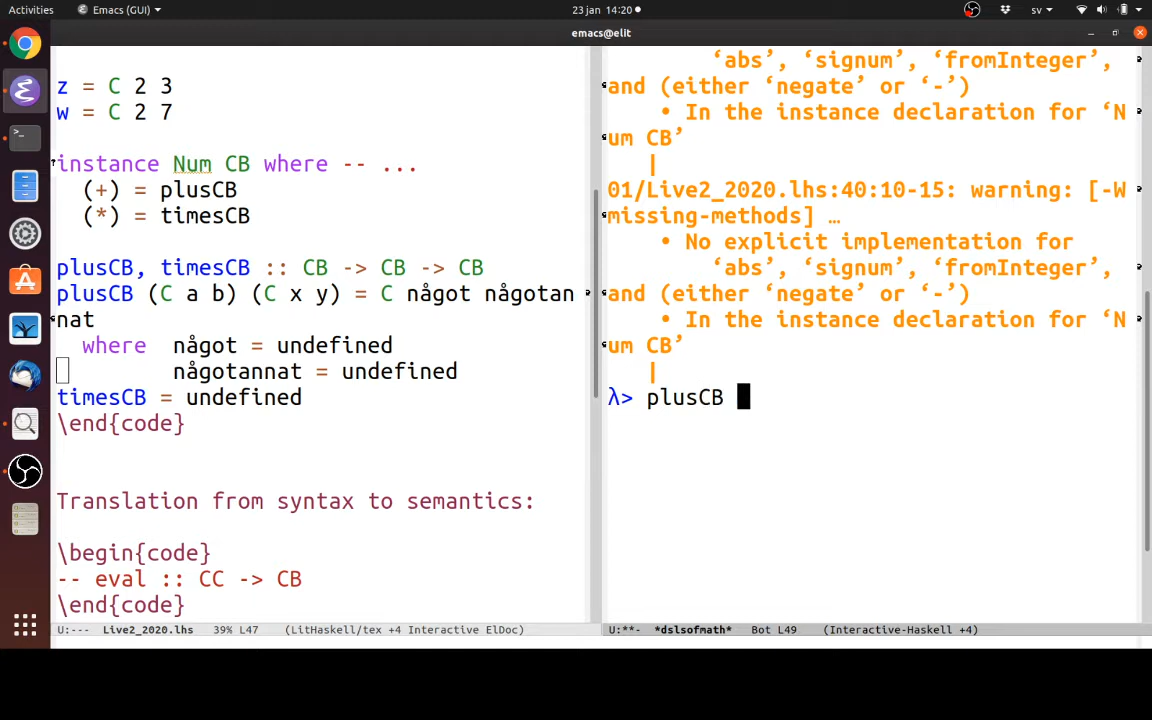 Activities
Emacs (GUI)
23 jan 14:20
sv
emacs@elit
z = C 2 3
w = C 2 7
instance Num CB where -- ...
(+) = plusCB
(*) = timesCB
plusCB, timesCB :: CB -> CB -> CB
plusCB (C a b) (C x y) = C något någotan
nat
where något = undefined
någotannat = undefined
timesCB = undefined
\end{code}
Translation from syntax to semantics:
\begin{code}
-- eval :: CC -> CB
\end{code}
U:--- Live2_2020.lhs 39% L47 (LitHaskell/tex +4 Interactive ElDoc)
‘abs’, ‘signum’, ‘fromInteger’,
and (either ‘negate’ or ‘-’)
• In the instance declaration for ‘N
um CB’
|
01/Live2_2020.lhs:40:10-15: warning: [-W
missing-methods] …
• No explicit implementation for
‘abs’, ‘signum’, ‘fromInteger’,
and (either ‘negate’ or ‘-’)
• In the instance declaration for ‘N
um CB’
|
λ> plusCB
U:**- *dslsofmath* Bot L49 (Interactive-Haskell +4)